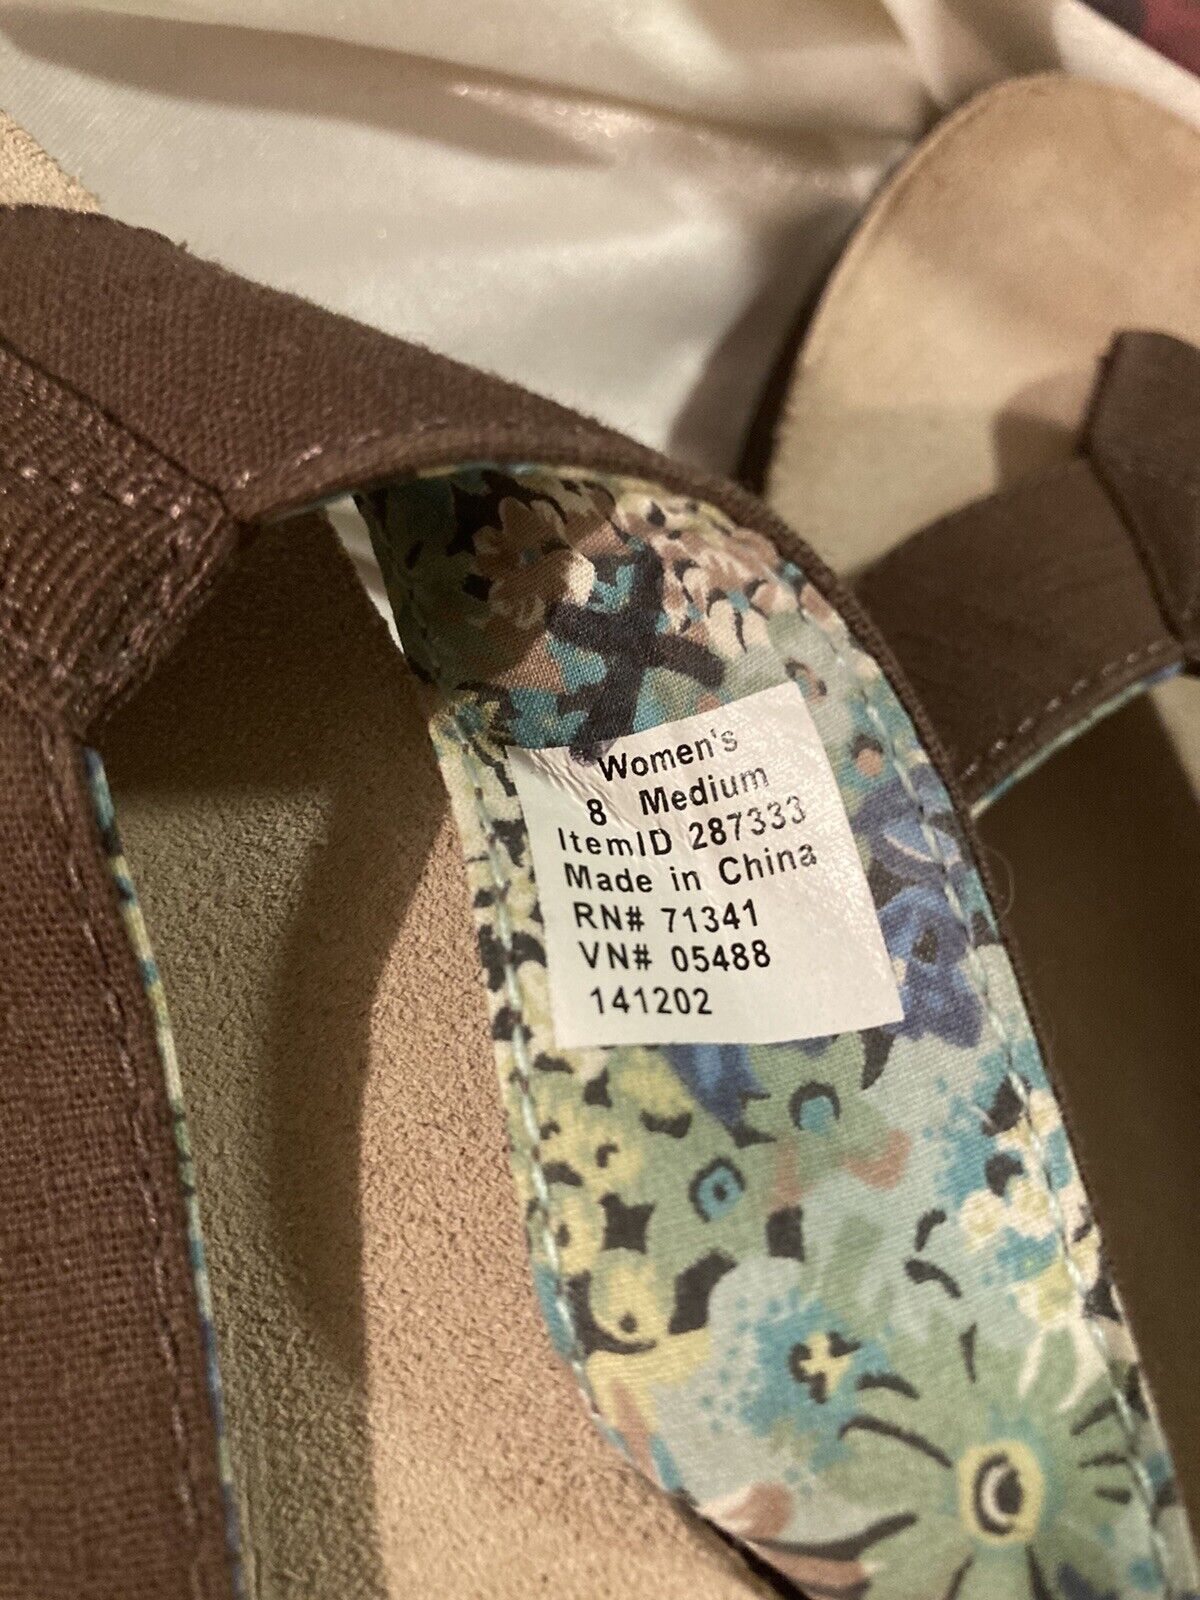 Women's
8 Medium
ItemID 287333
Made in China
RN# 71341
VN# 05488
141202